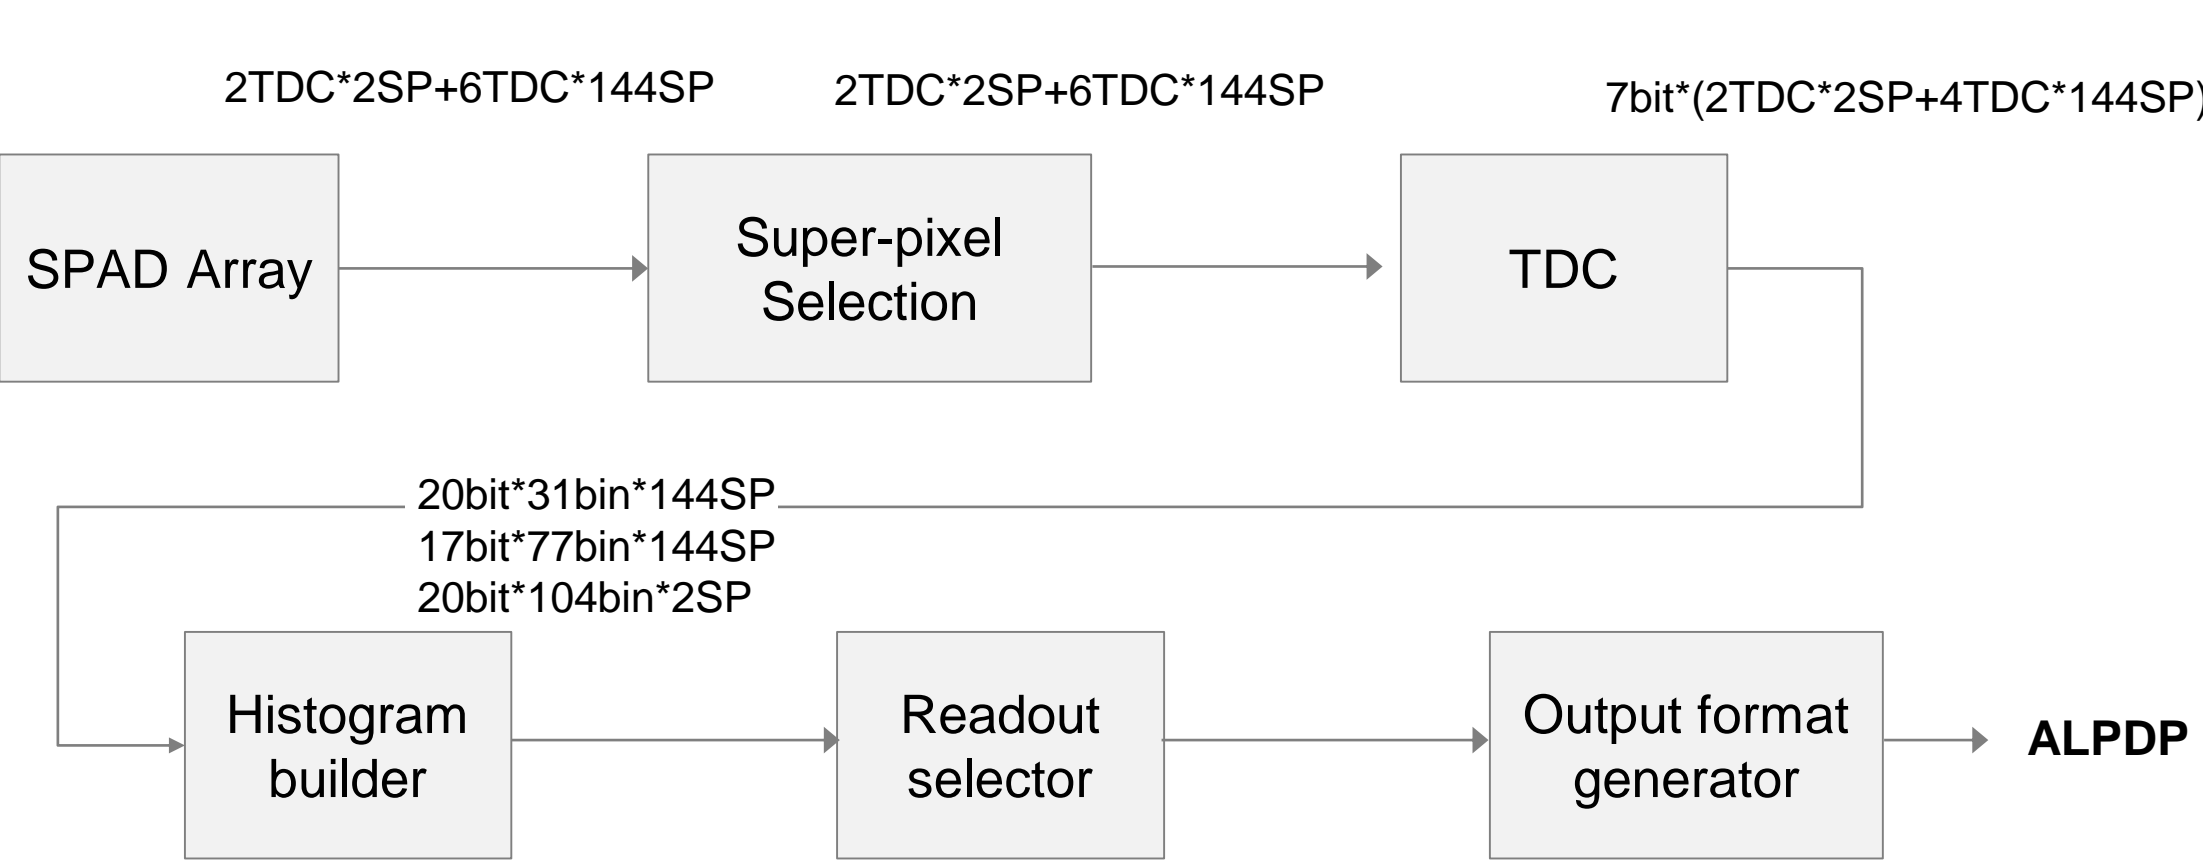 2TDC*2SP+6TDC*144SP
2TDC*2SP+6TDC*144SP
7bit*(2TDC*2SP+4TDC*144SP)
SPAD Array
Super-pixel
Selection
TDC
20bit*31bin*144SP
17bit*77bin*144SP
20bit*104bin*2SP
Histogram
builder
Readout
selector
Output format
generator
ALPDP